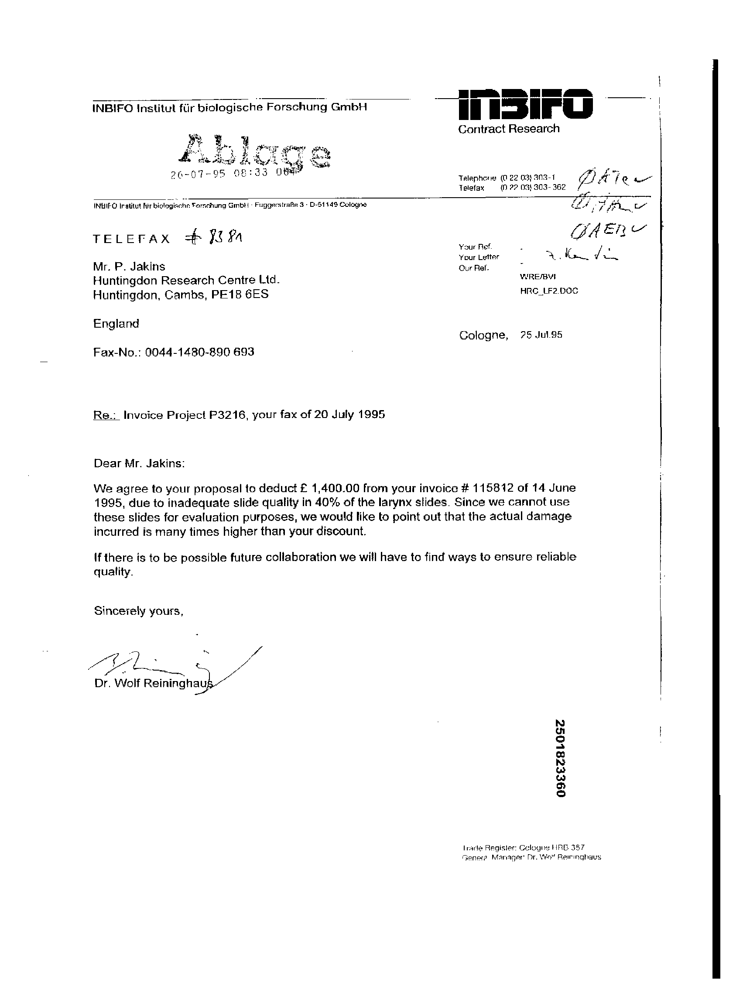 INBIFO Institut für biologische Forschung GmbH
INBIFO
Contract Research
Ablage
26-07-95 08:33
Telephone (0 22 03) 303-1
Telefax (0 22 03) 303-362
INBIFO Institut für biologische Forschung GmbH · Fuggerstraße 3 · D-51149 Cologne
TELEFAX # 8381
Your Ref. -
Your Letter -
Our Ref.
WRE/BVI
HRC_LF2.DOC
Mr. P. Jakins
Huntingdon Research Centre Ltd.
Huntingdon, Cambs, PE18 6ES
England
Cologne, 25 Jul.95
Fax-No.: 0044-1480-890 693
Re.: Invoice Project P3216, your fax of 20 July 1995
Dear Mr. Jakins:
We agree to your proposal to deduct £ 1,400.00 from your invoice # 115812 of 14 June
1995, due to inadequate slide quality in 40% of the larynx slides. Since we cannot use
these slides for evaluation purposes, we would like to point out that the actual damage
incurred is many times higher than your discount.
If there is to be possible future collaboration we will have to find ways to ensure reliable
quality.
Sincerely yours,
Dr. Wolf Reininghaus
2501823360
Trade Register: Cologne HRB 357
General Manager: Dr. Wolf Reininghaus